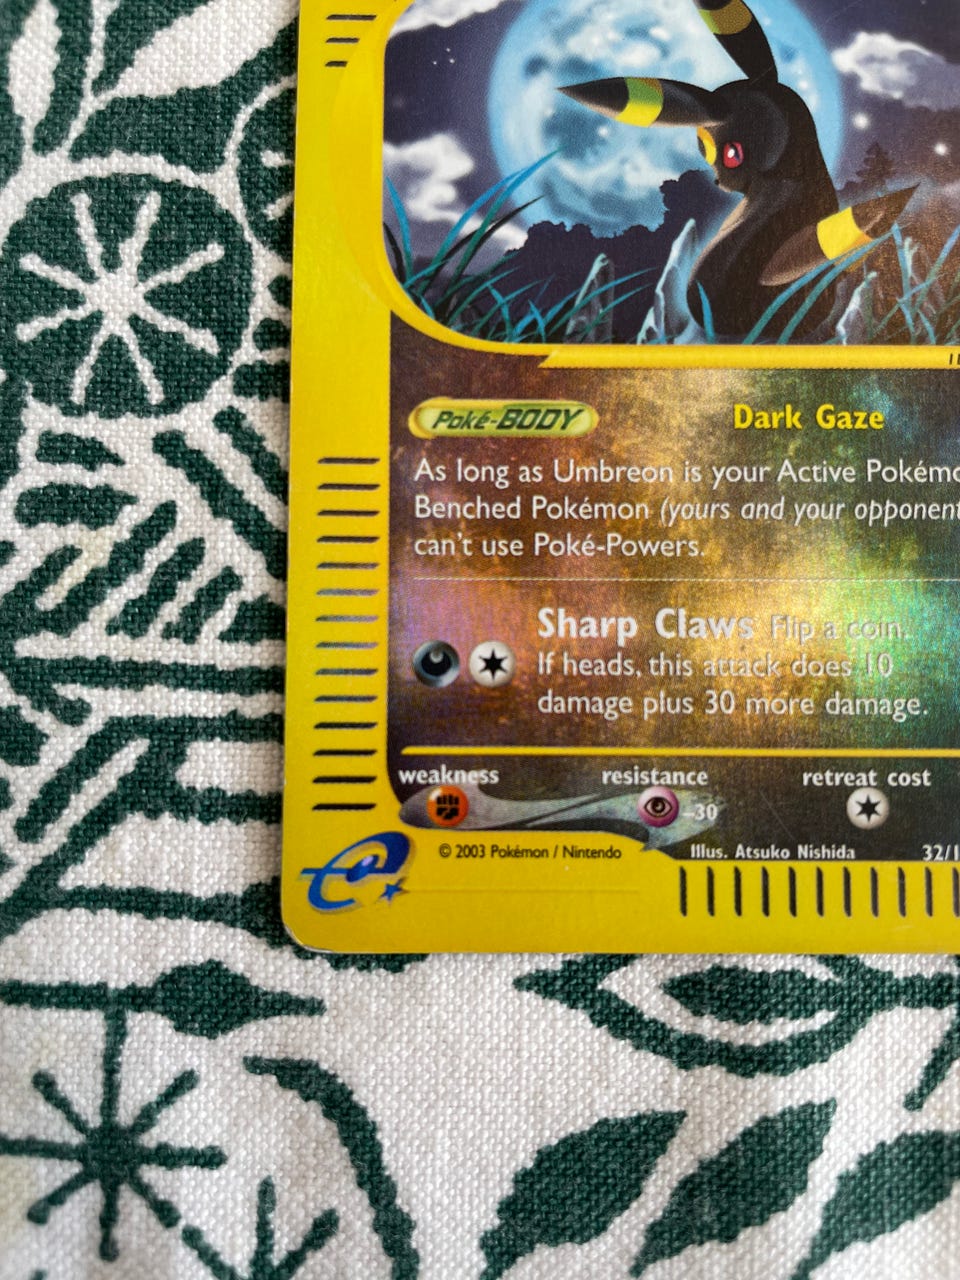 Poké-BODY Dark Gaze
As long as Umbreon is your Active Pokémo
Benched Pokémon (yours and your opponent
can't use Poké-Powers.
Sharp Claws Flip a coin.
If heads, this attack does 10
damage plus 30 more damage.
weakness resistance retreat cost
-30
© 2003 Pokémon / Nintendo
Illus. Atsuko Nishida 32/1